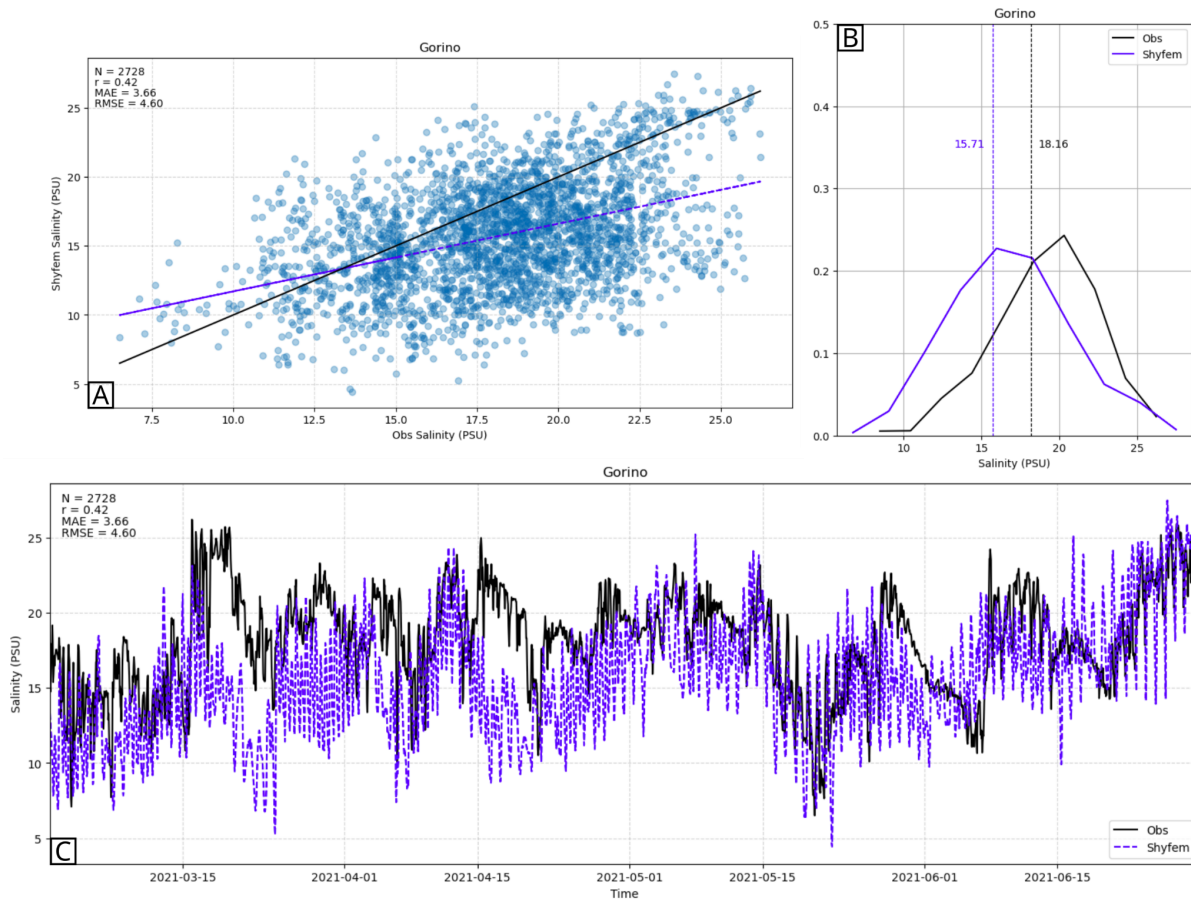 Gorino
N = 2728
r = 0.42
MAE = 3.66
RMSE = 4.60
25
20
15
10
5
Shyfem Salinity (PSU)
A
7.5 10.0 12.5 15.0 17.5 20.0 22.5 25.0
Obs Salinity (PSU)
Gorino
B
Obs
Shyfem
0.5
0.4
0.3
0.2
0.1
0.0
15.71 18.16
10 15 20 25
Salinity (PSU)
Gorino
N = 2728
r = 0.42
MAE = 3.66
RMSE = 4.60
25
20
15
10
5
Salinity (PSU)
C
Obs
Shyfem
2021-03-15 2021-04-01 2021-04-15 2021-05-01 2021-05-15 2021-06-01 2021-06-15
Time